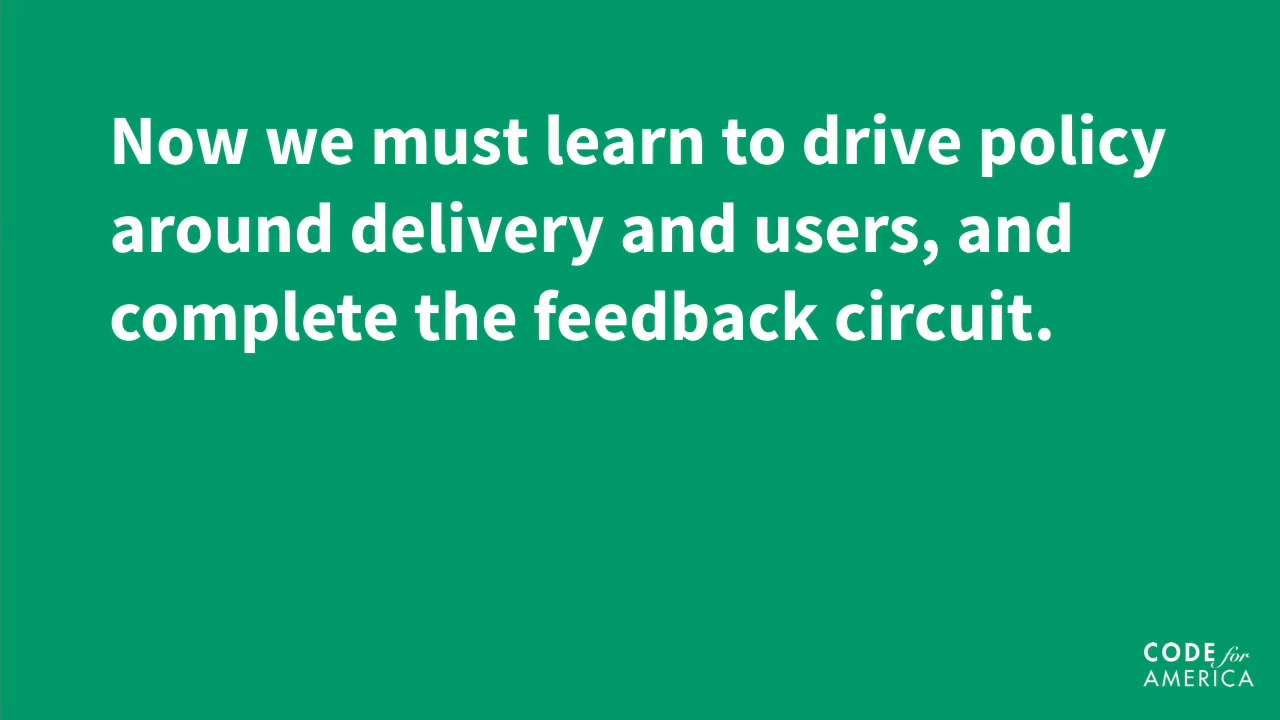 Now we must learn to drive policy
around delivery and users, and
complete the feedback circuit.
CODE for
AMERICA